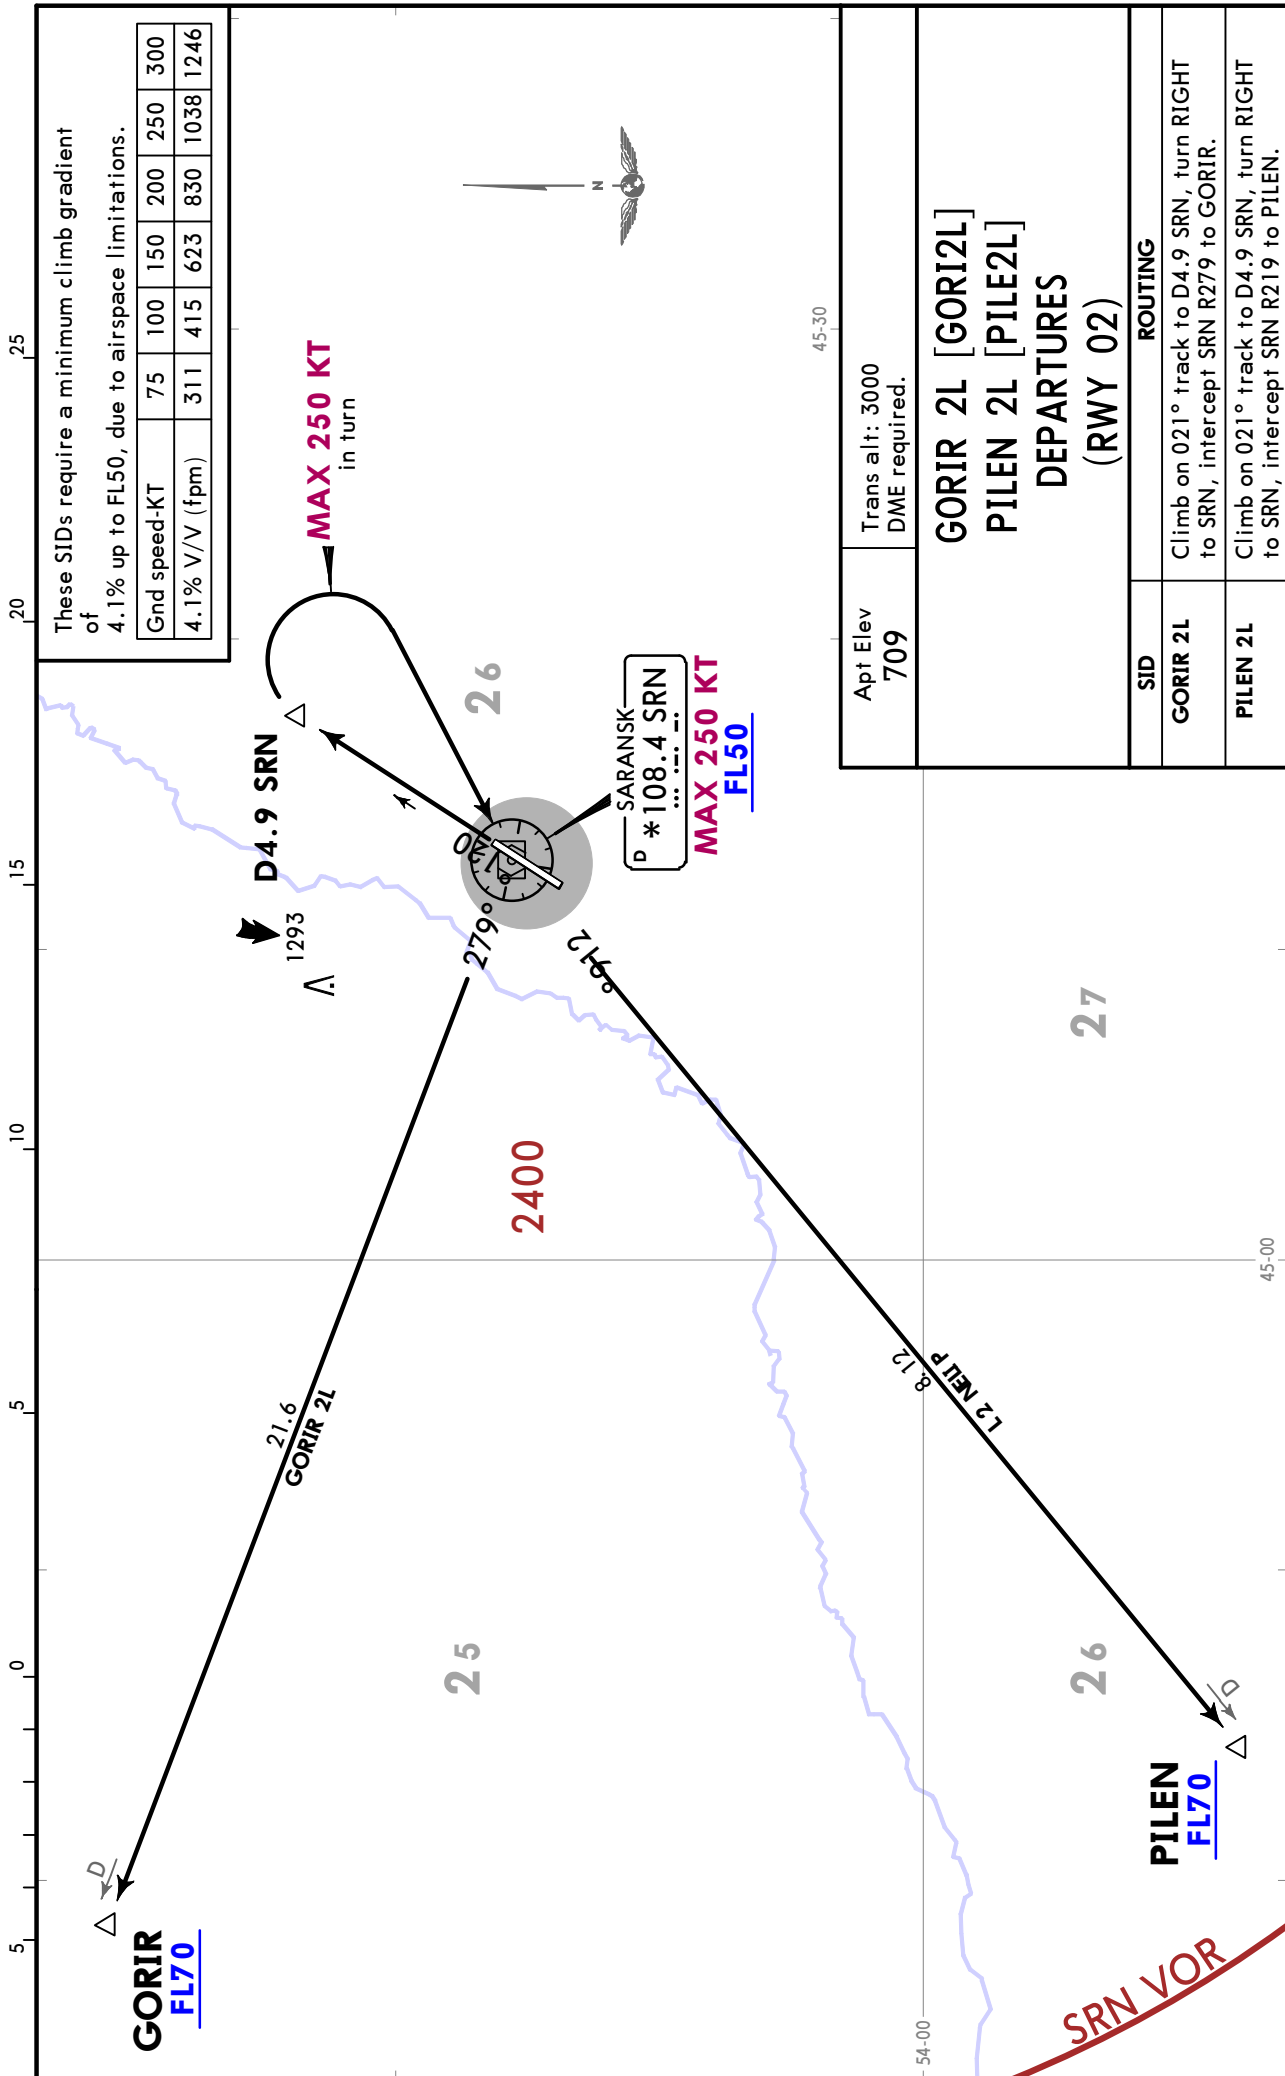 These SIDs require a minimum climb gradient
of
4.1% up to FL50, due to airspace limitations.
Gnd speed-KT 75 100 150 200 250 300
4.1% V/V (fpm) 311 415 623 830 1038 1246
5 0 5 10 15 20 25
MAX 250 KT
in turn
D4.9 SRN
1293
26
N
021°
279°
219°
SARANSK
D *108.4 SRN
MAX 250 KT
FL50
45-30
2400
27
21.6
GORIR 2L
21.8
PILEN 2L
45-00
25
26
D
GORIR
FL70
D
PILEN
FL70
54-00
SRN VOR
Apt Elev
709
Trans alt: 3000
DME required.
GORIR 2L [GORI2L]
PILEN 2L [PILE2L]
DEPARTURES
(RWY 02)
SID ROUTING
GORIR 2L Climb on 021° track to D4.9 SRN, turn RIGHT
to SRN, intercept SRN R279 to GORIR.
PILEN 2L Climb on 021° track to D4.9 SRN, turn RIGHT
to SRN, intercept SRN R219 to PILEN.